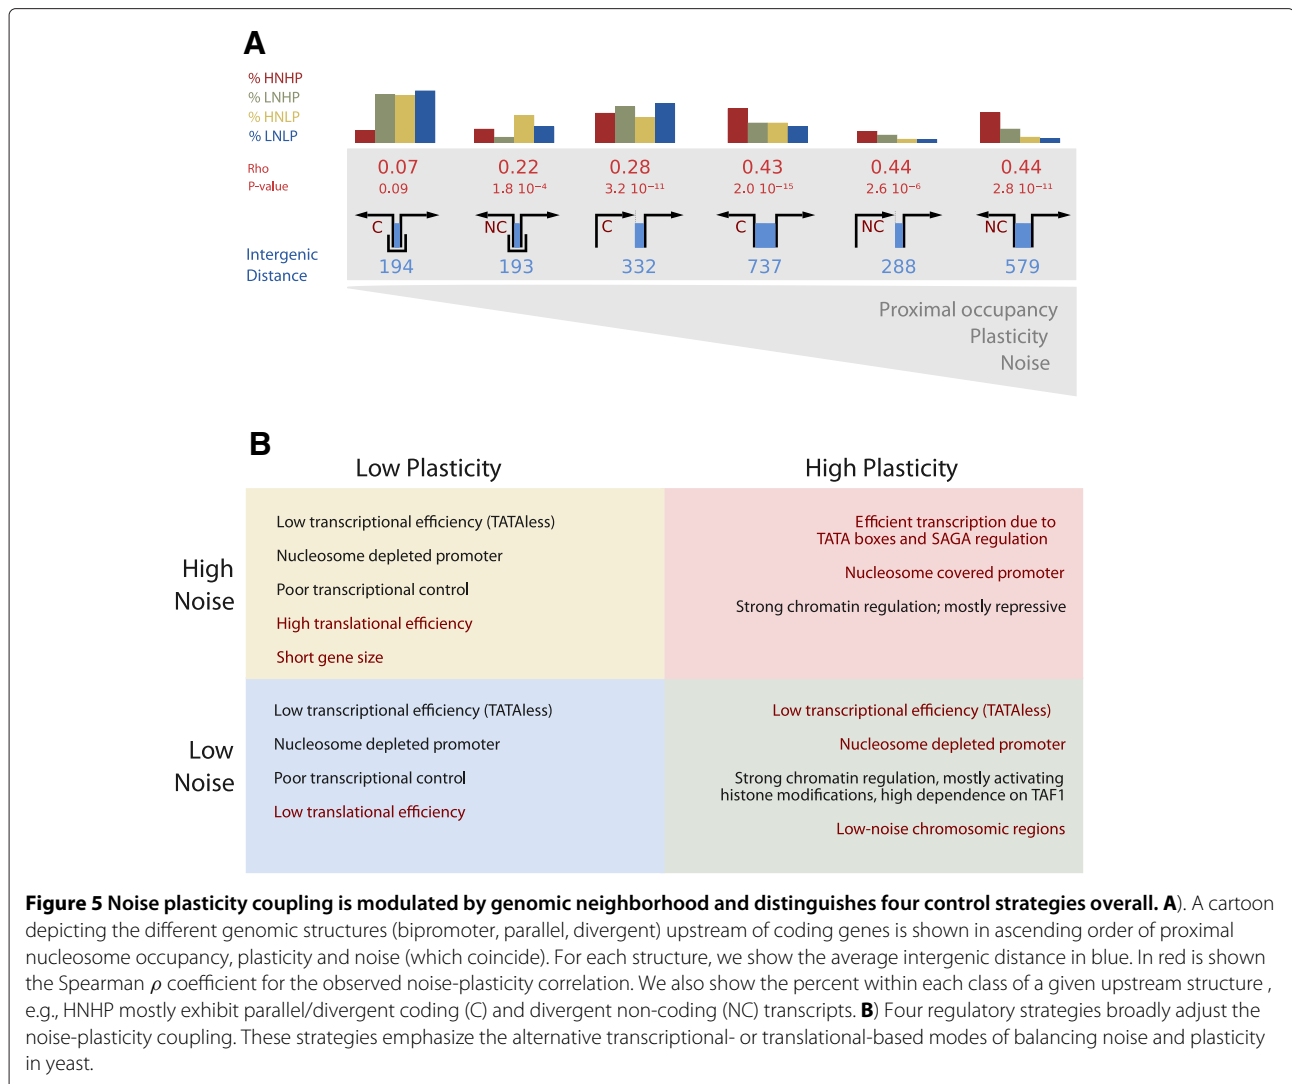 A
% HNHP
% LNHP
% HNLP
% LNLP
Rho 0.07 0.22 0.28 0.43 0.44 0.44
P-value 0.09 1.8 10⁻⁴ 3.2 10⁻¹¹ 2.0 10⁻¹⁵ 2.6 10⁻⁶ 2.8 10⁻¹¹
C NC C C NC NC
Intergenic
Distance
194 193 332 737 288 579
Proximal occupancy
Plasticity
Noise
B
Low Plasticity High Plasticity
High
Noise
Low transcriptional efficiency (TATAless)
Nucleosome depleted promoter
Poor transcriptional control
High translational efficiency
Short gene size
Efficient transcription due to
TATA boxes and SAGA regulation
Nucleosome covered promoter
Strong chromatin regulation; mostly repressive
Low
Noise
Low transcriptional efficiency (TATAless)
Nucleosome depleted promoter
Poor transcriptional control
Low translational efficiency
Low transcriptional efficiency (TATAless)
Nucleosome depleted promoter
Strong chromatin regulation, mostly activating
histone modifications, high dependence on TAF1
Low-noise chromosomic regions
Figure 5 Noise plasticity coupling is modulated by genomic neighborhood and distinguishes four control strategies overall. A). A cartoon
depicting the different genomic structures (bipromoter, parallel, divergent) upstream of coding genes is shown in ascending order of proximal
nucleosome occupancy, plasticity and noise (which coincide). For each structure, we show the average intergenic distance in blue. In red is shown
the Spearman ρ coefficient for the observed noise-plasticity correlation. We also show the percent within each class of a given upstream structure ,
e.g., HNHP mostly exhibit parallel/divergent coding (C) and divergent non-coding (NC) transcripts. B) Four regulatory strategies broadly adjust the
noise-plasticity coupling. These strategies emphasize the alternative transcriptional- or translational-based modes of balancing noise and plasticity
in yeast.